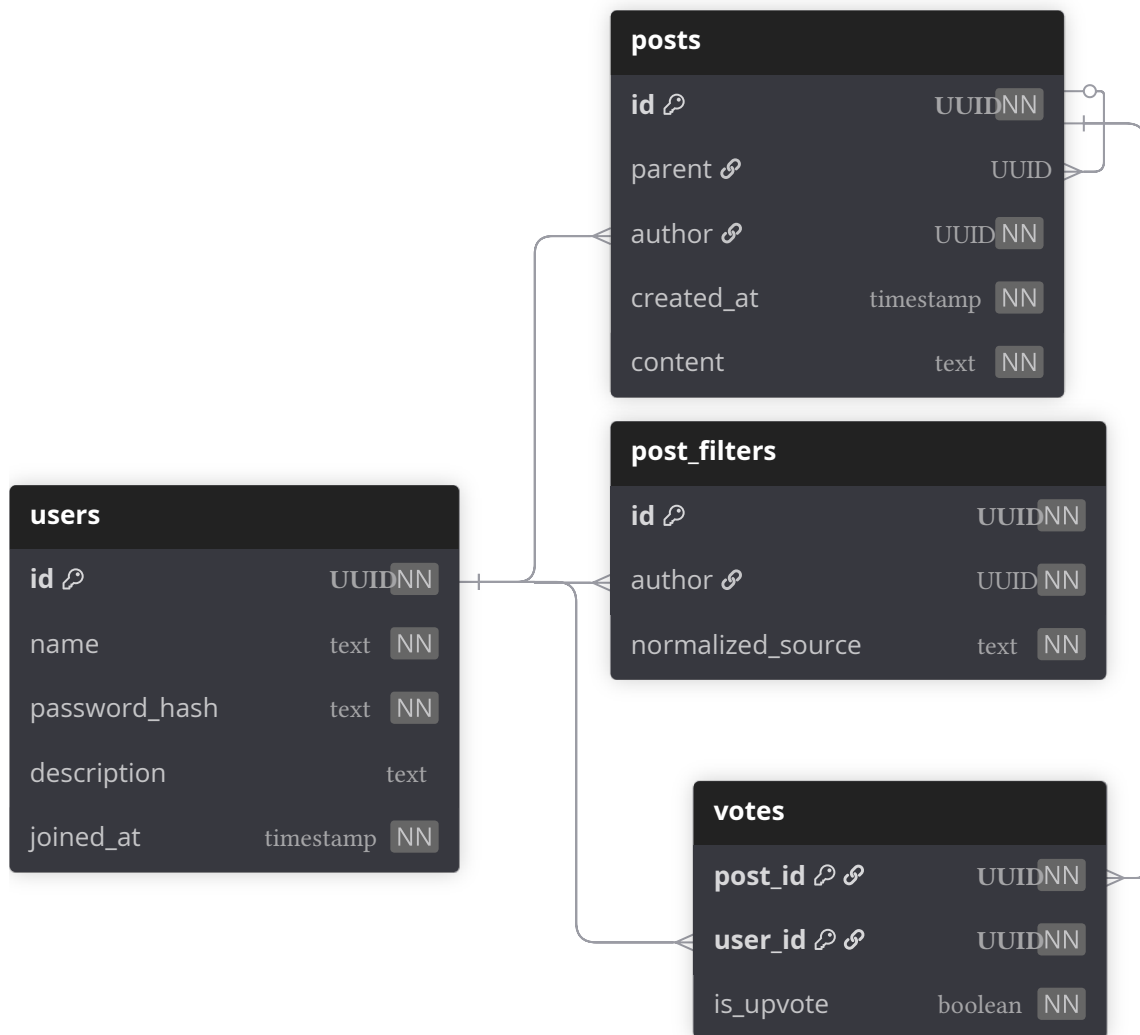 posts
id UUID NN
parent UUID
author UUID NN
created_at timestamp NN
content text NN
post_filters
id UUID NN
author UUID NN
normalized_source text NN
users
id UUID NN
name text NN
password_hash text NN
description text
joined_at timestamp NN
votes
post_id UUID NN
user_id UUID NN
is_upvote boolean NN